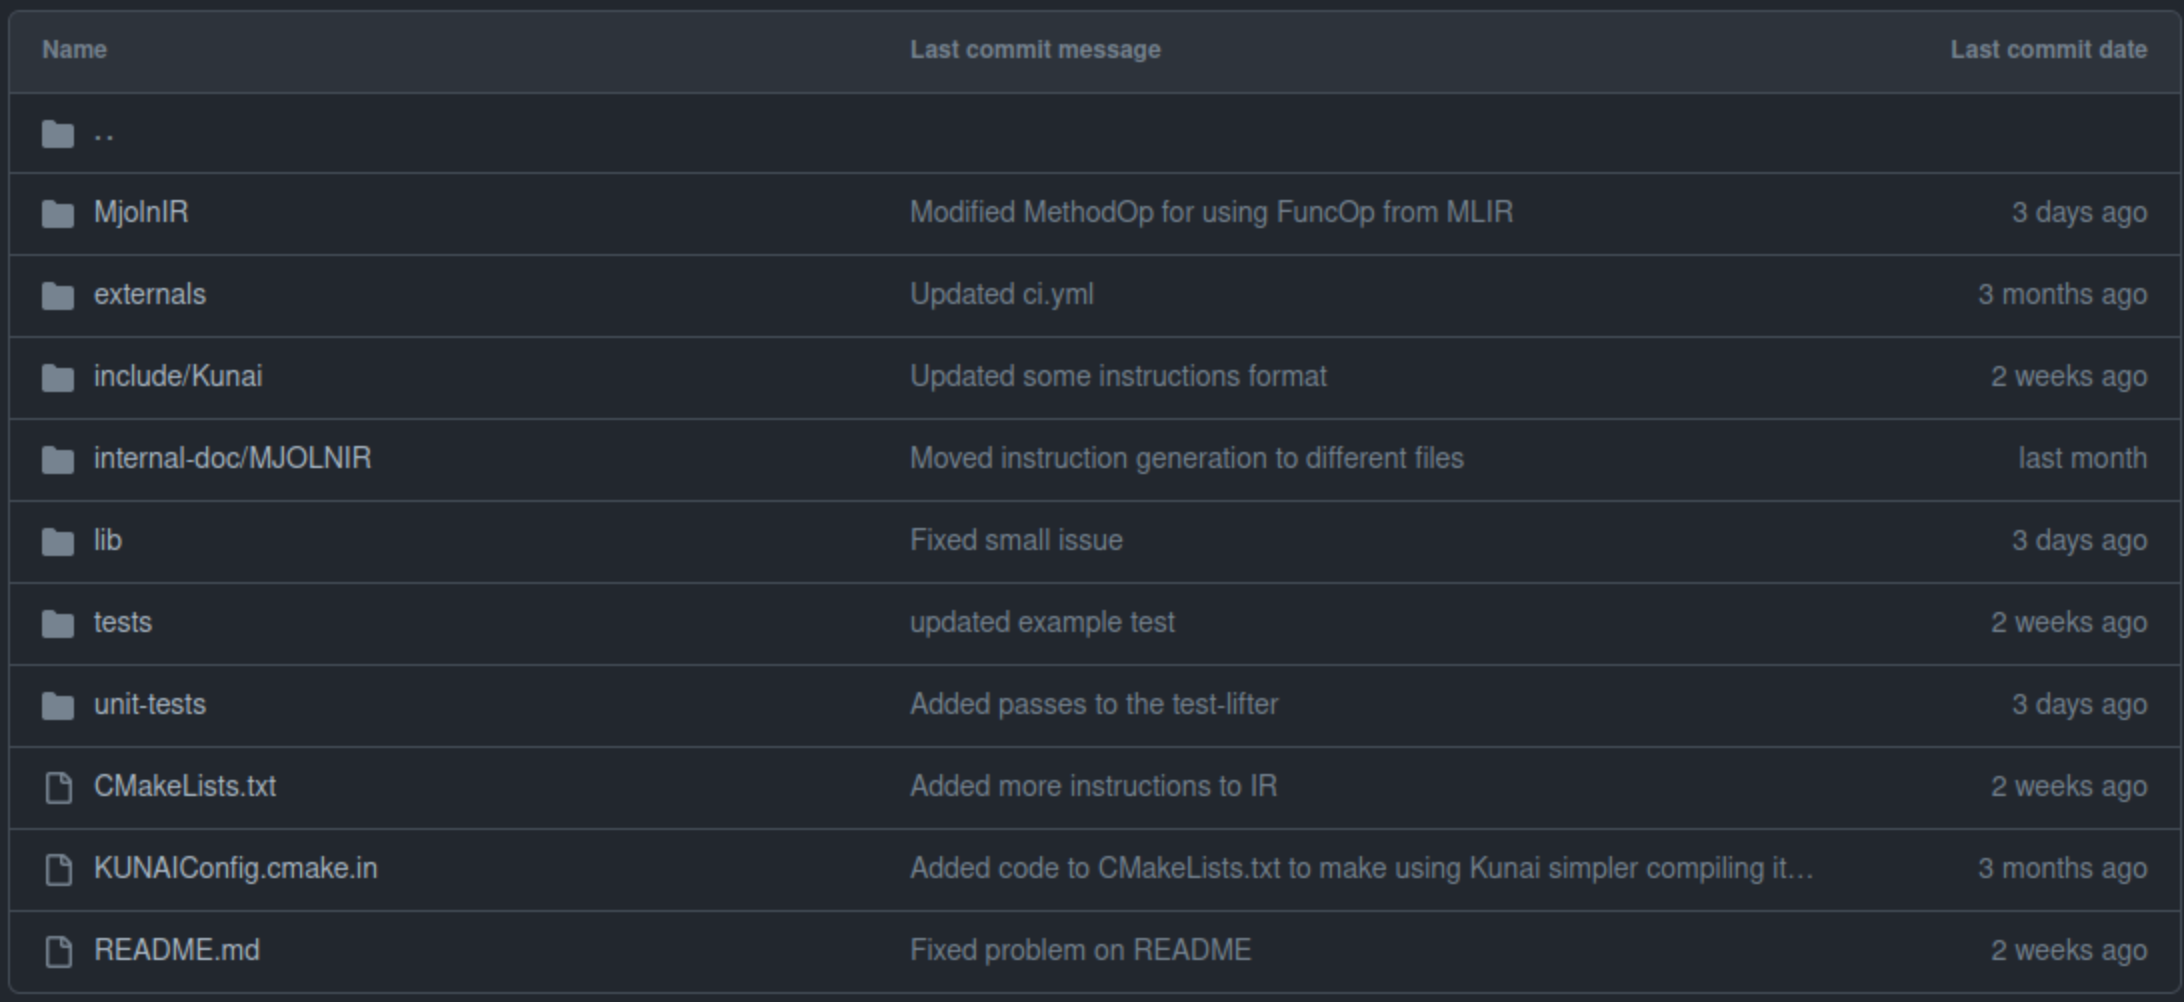 Name Last commit message Last commit date
..
MjolnIR Modified MethodOp for using FuncOp from MLIR 3 days ago
externals Updated ci.yml 3 months ago
include/Kunai Updated some instructions format 2 weeks ago
internal-doc/MJOLNIR Moved instruction generation to different files last month
lib Fixed small issue 3 days ago
tests updated example test 2 weeks ago
unit-tests Added passes to the test-lifter 3 days ago
CMakeLists.txt Added more instructions to IR 2 weeks ago
KUNAIConfig.cmake.in Added code to CMakeLists.txt to make using Kunai simpler compiling it... 3 months ago
README.md Fixed problem on README 2 weeks ago